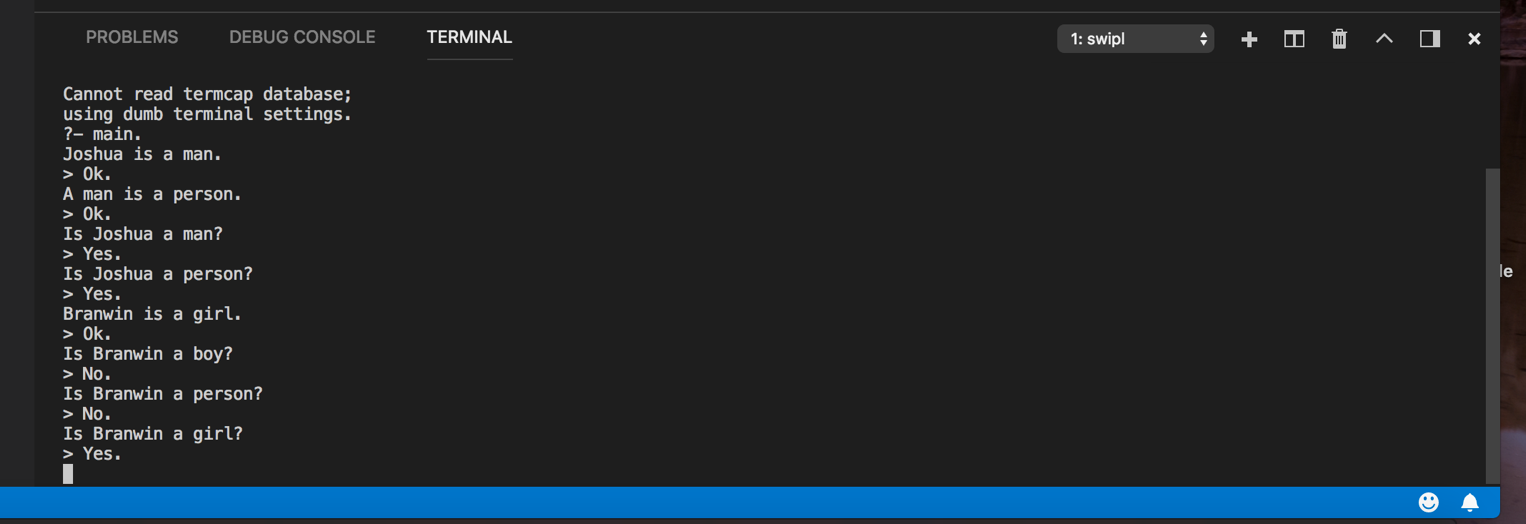 PROBLEMS DEBUG CONSOLE TERMINAL 1: swipl
Cannot read termcap database;
using dumb terminal settings.
?- main.
Joshua is a man.
> Ok.
A man is a person.
> Ok.
Is Joshua a man?
> Yes.
Is Joshua a person?
> Yes.
Branwin is a girl.
> Ok.
Is Branwin a boy?
> No.
Is Branwin a person?
> No.
Is Branwin a girl?
> Yes.
le